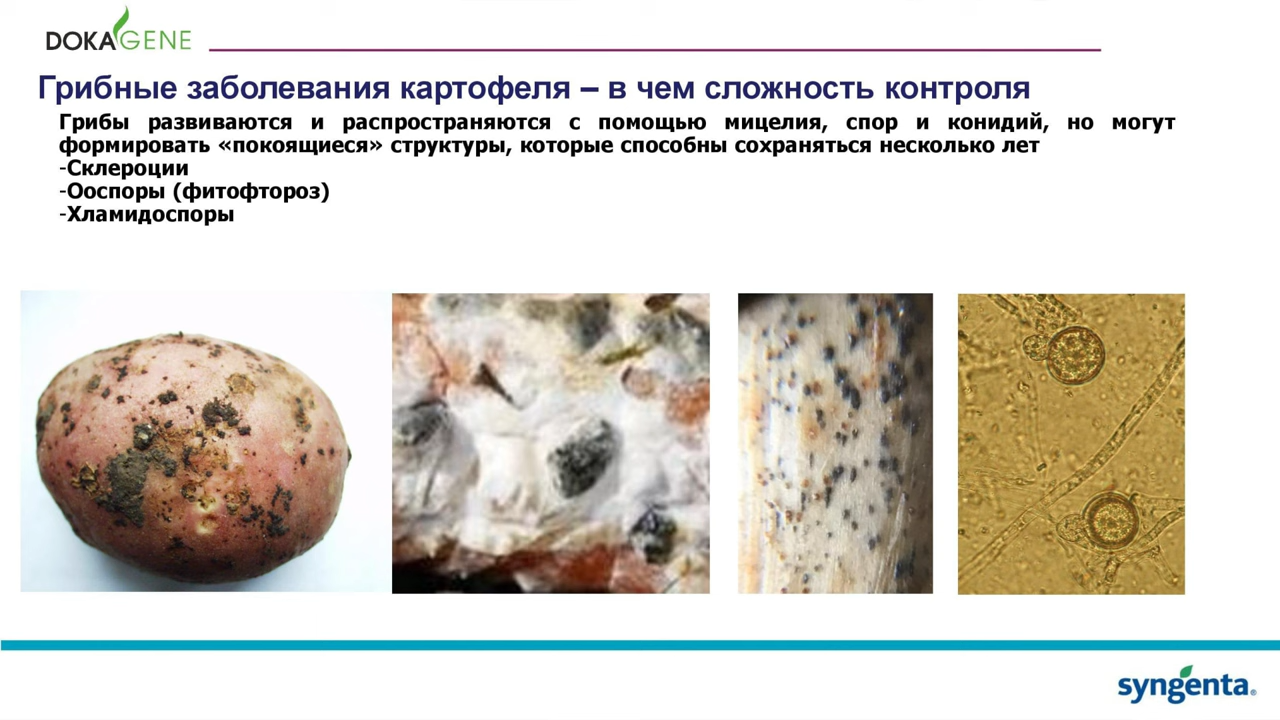 DOKAGENE
Грибные заболевания картофеля – в чем сложность контроля
Грибы развиваются и распространяются с помощью мицелия, спор и конидий, но могут
формировать «покоящиеся» структуры, которые способны сохраняться несколько лет
-Склероции
-Ооспоры (фитофтороз)
-Хламидоспоры
syngenta®